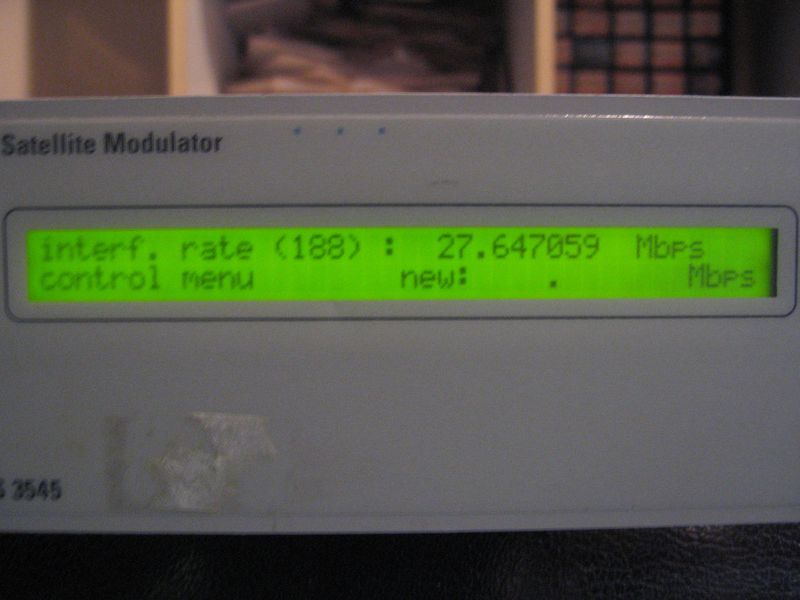 Satellite Modulator
interf. rate (188) : 27.647059 Mbps
control menu new: . Mbps
3545